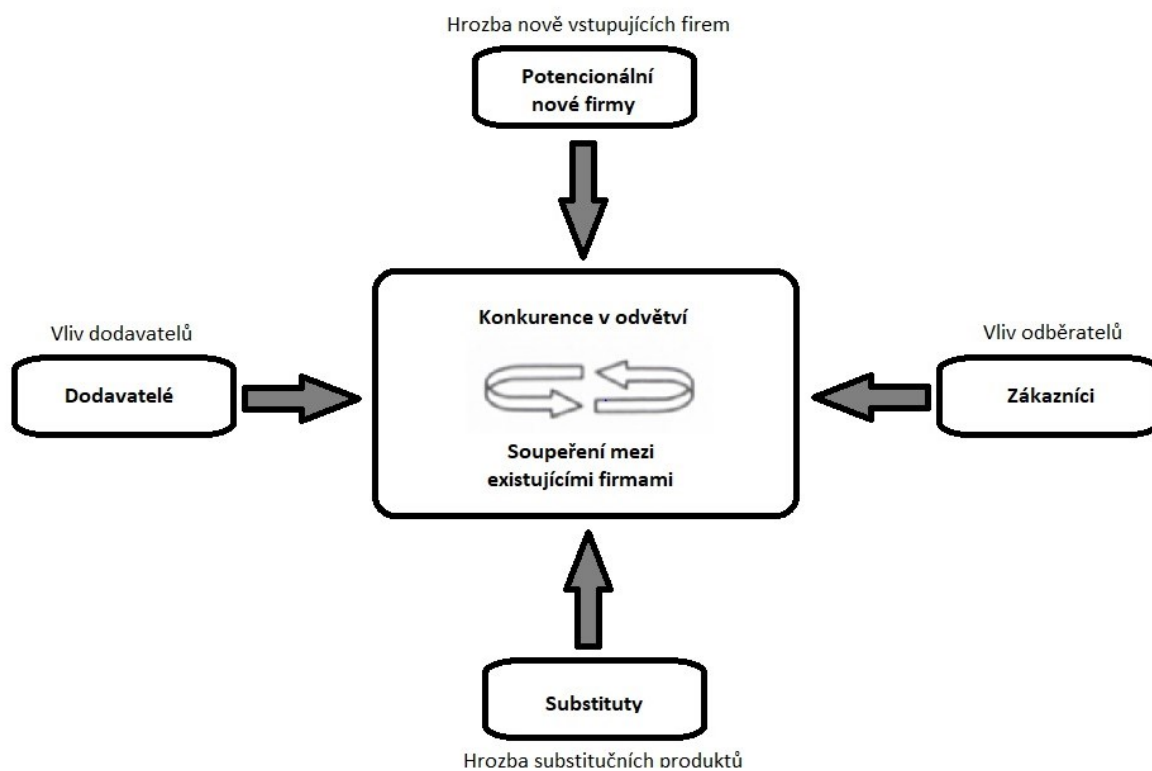 Hrozba nově vstupujících firem
Potencionální
nové firmy
Konkurence v odvětví
Vliv dodavatelů
Dodavatelé
Vliv odběratelů
Zákazníci
Soupeření mezi
existujícími firmami
Substituty
Hrozba substitučních produktů